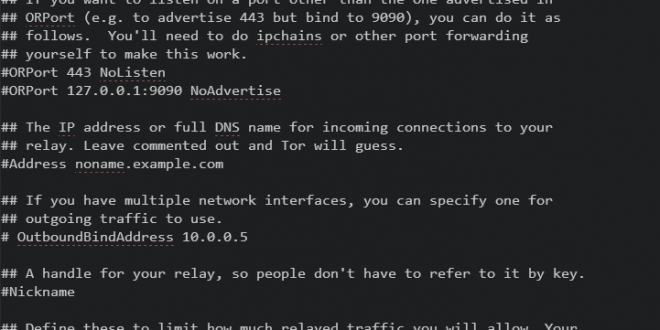 ## If you want to listen on a port other than the one advertised in
## ORPort (e.g. to advertise 443 but bind to 9090), you can do it as
## follows.  You'll need to do ipchains or other port forwarding
## yourself to make this work.
#ORPort 443 NoListen
#ORPort 127.0.0.1:9090 NoAdvertise
## The IP address or full DNS name for incoming connections to your
## relay. Leave commented out and Tor will guess.
#Address noname.example.com
## If you have multiple network interfaces, you can specify one for
## outgoing traffic to use.
# OutboundBindAddress 10.0.0.5
## A handle for your relay, so people don't have to refer to it by key.
#Nickname
## Define these to limit how much relayed traffic you will allow. Your